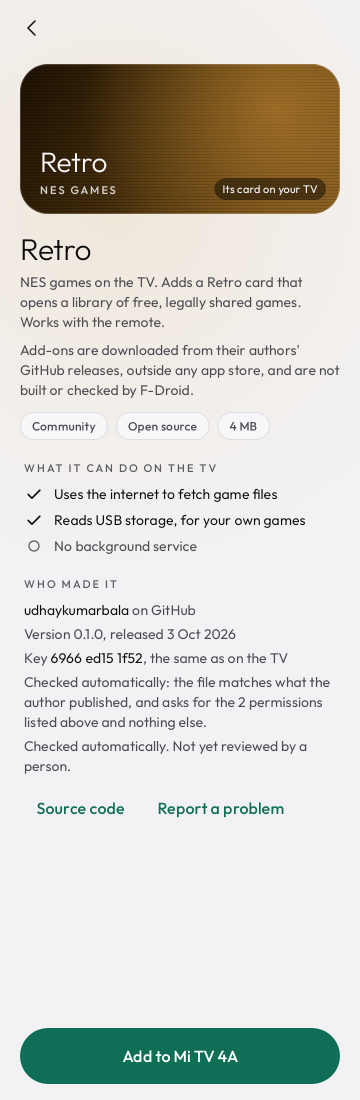 Retro
NES GAMES
Its card on your TV
Retro
NES games on the TV. Adds a Retro card that
opens a library of free, legally shared games.
Works with the remote.
Add-ons are downloaded from their authors'
GitHub releases, outside any app store, and are not
built or checked by F-Droid.
Community
Open source
4 MB
WHAT IT CAN DO ON THE TV
Uses the internet to fetch game files
Reads USB storage, for your own games
No background service
WHO MADE IT
udhaykumarbala on GitHub
Version 0.1.0, released 3 Oct 2026
Key 6966 ed15 1f52, the same as on the TV
Checked automatically: the file matches what the
author published, and asks for the 2 permissions
listed above and nothing else.
Checked automatically. Not yet reviewed by a
person.
Source code
Report a problem
Add to Mi TV 4A